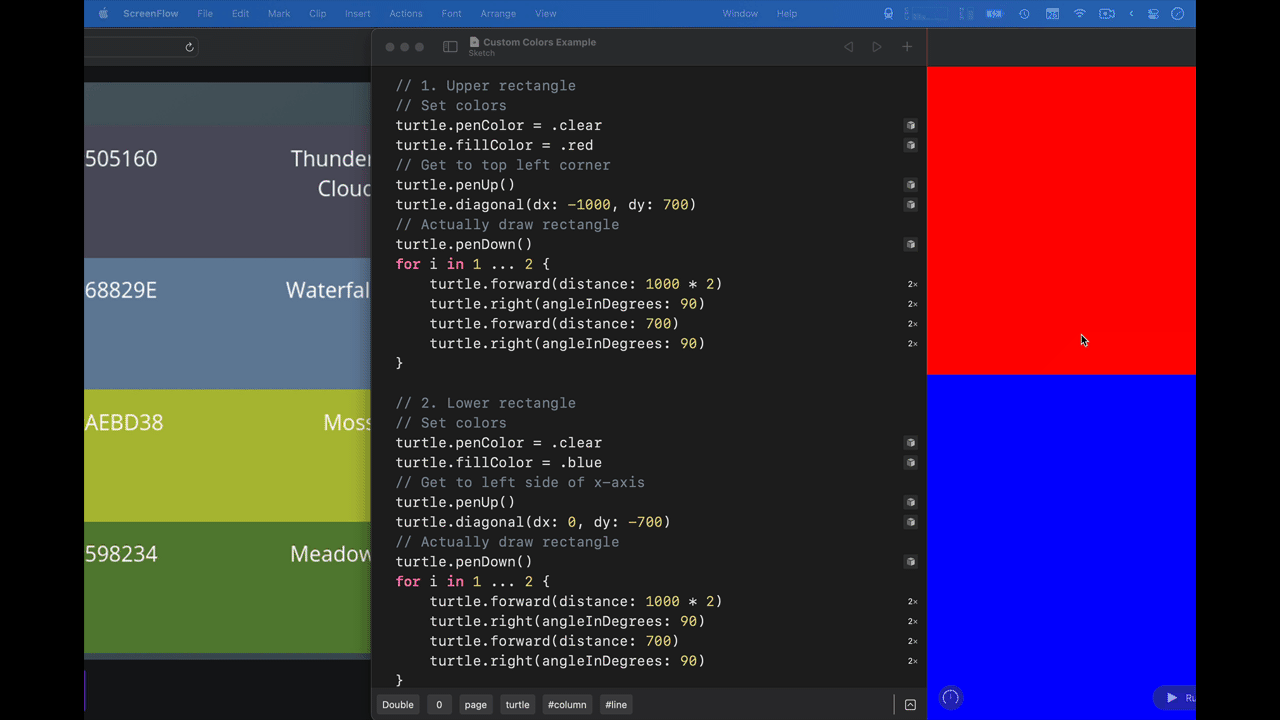 ScreenFlow File Edit Mark Clip Insert Actions Font Arrange View Window Help
Custom Colors Example
Sketch
505160
Thunder
Cloud
68829E
Waterfal
AEBD38
Moss
598234
Meadow
// 1. Upper rectangle
// Set colors
turtle.penColor = .clear
turtle.fillColor = .red
// Get to top left corner
turtle.penUp()
turtle.diagonal(dx: -1000, dy: 700)
// Actually draw rectangle
turtle.penDown()
for i in 1 ... 2 {
turtle.forward(distance: 1000 * 2) 2×
turtle.right(angleInDegrees: 90) 2×
turtle.forward(distance: 700) 2×
turtle.right(angleInDegrees: 90) 2×
}
// 2. Lower rectangle
// Set colors
turtle.penColor = .clear
turtle.fillColor = .blue
// Get to left side of x-axis
turtle.penUp()
turtle.diagonal(dx: 0, dy: -700)
// Actually draw rectangle
turtle.penDown()
for i in 1 ... 2 {
turtle.forward(distance: 1000 * 2) 2×
turtle.right(angleInDegrees: 90) 2×
turtle.forward(distance: 700) 2×
turtle.right(angleInDegrees: 90) 2×
}
Double 0 page turtle #column #line
Ru